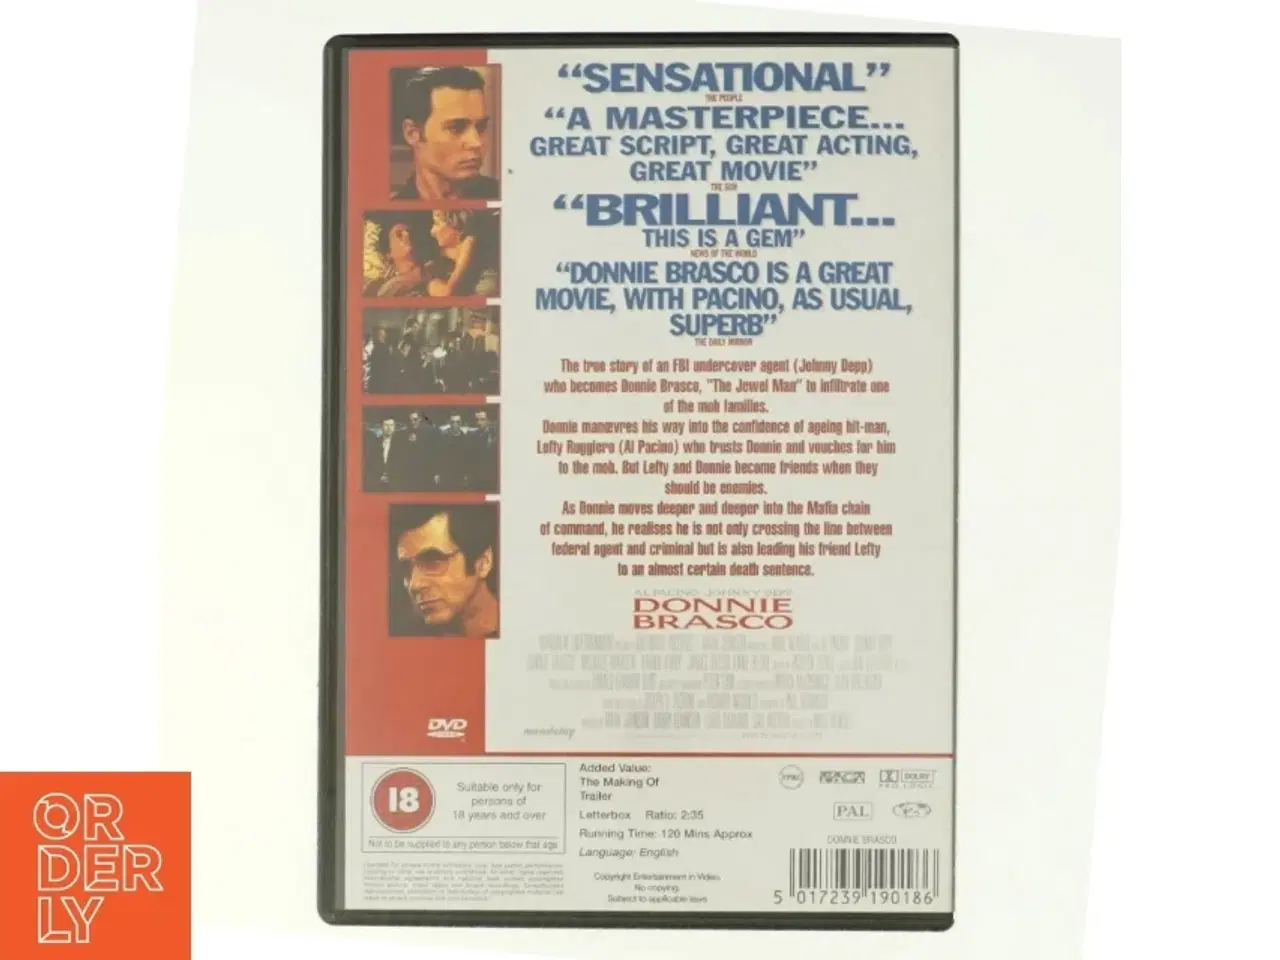 “SENSATIONAL”
THE PEOPLE
“A MASTERPIECE...
GREAT SCRIPT, GREAT ACTING,
GREAT MOVIE”
THE SUN
“BRILLIANT...
THIS IS A GEM”
NEWS OF THE WORLD
“DONNIE BRASCO IS A GREAT
MOVIE, WITH PACINO, AS USUAL,
SUPERB”
THE DAILY MIRROR
The true story of an FBI undercover agent (Johnny Depp)
who becomes Donnie Brasco, "The Jewel Man" to infiltrate one
of the mob families.
Donnie manœvres his way into the confidence of ageing hit-man,
Lefty Ruggiero (Al Pacino) who trusts Donnie and vouches for him
to the mob. But Lefty and Donnie become friends when they
should be enemies.
As Donnie moves deeper and deeper into the Mafia chain
of command, he realises he is not only crossing the line between
federal agent and criminal but is also leading his friend Lefty
to an almost certain death sentence.
AL PACINO JOHNNY DEPP
DONNIE
BRASCO
DVD
VIDEO
mandalay
18
Suitable only for
persons of
18 years and over
Not to be supplied to any person below that age
Added Value:
The Making Of
Trailer
Letterbox Ratio: 2:35
Running Time: 120 Mins Approx
Language: English
Copyright Entertainment in Video.
No copying.
Subject to applicable laws
DOLBY
PRO LOGIC
PAL
DONNIE BRASCO
5 017239 190186
OR
DER
LY